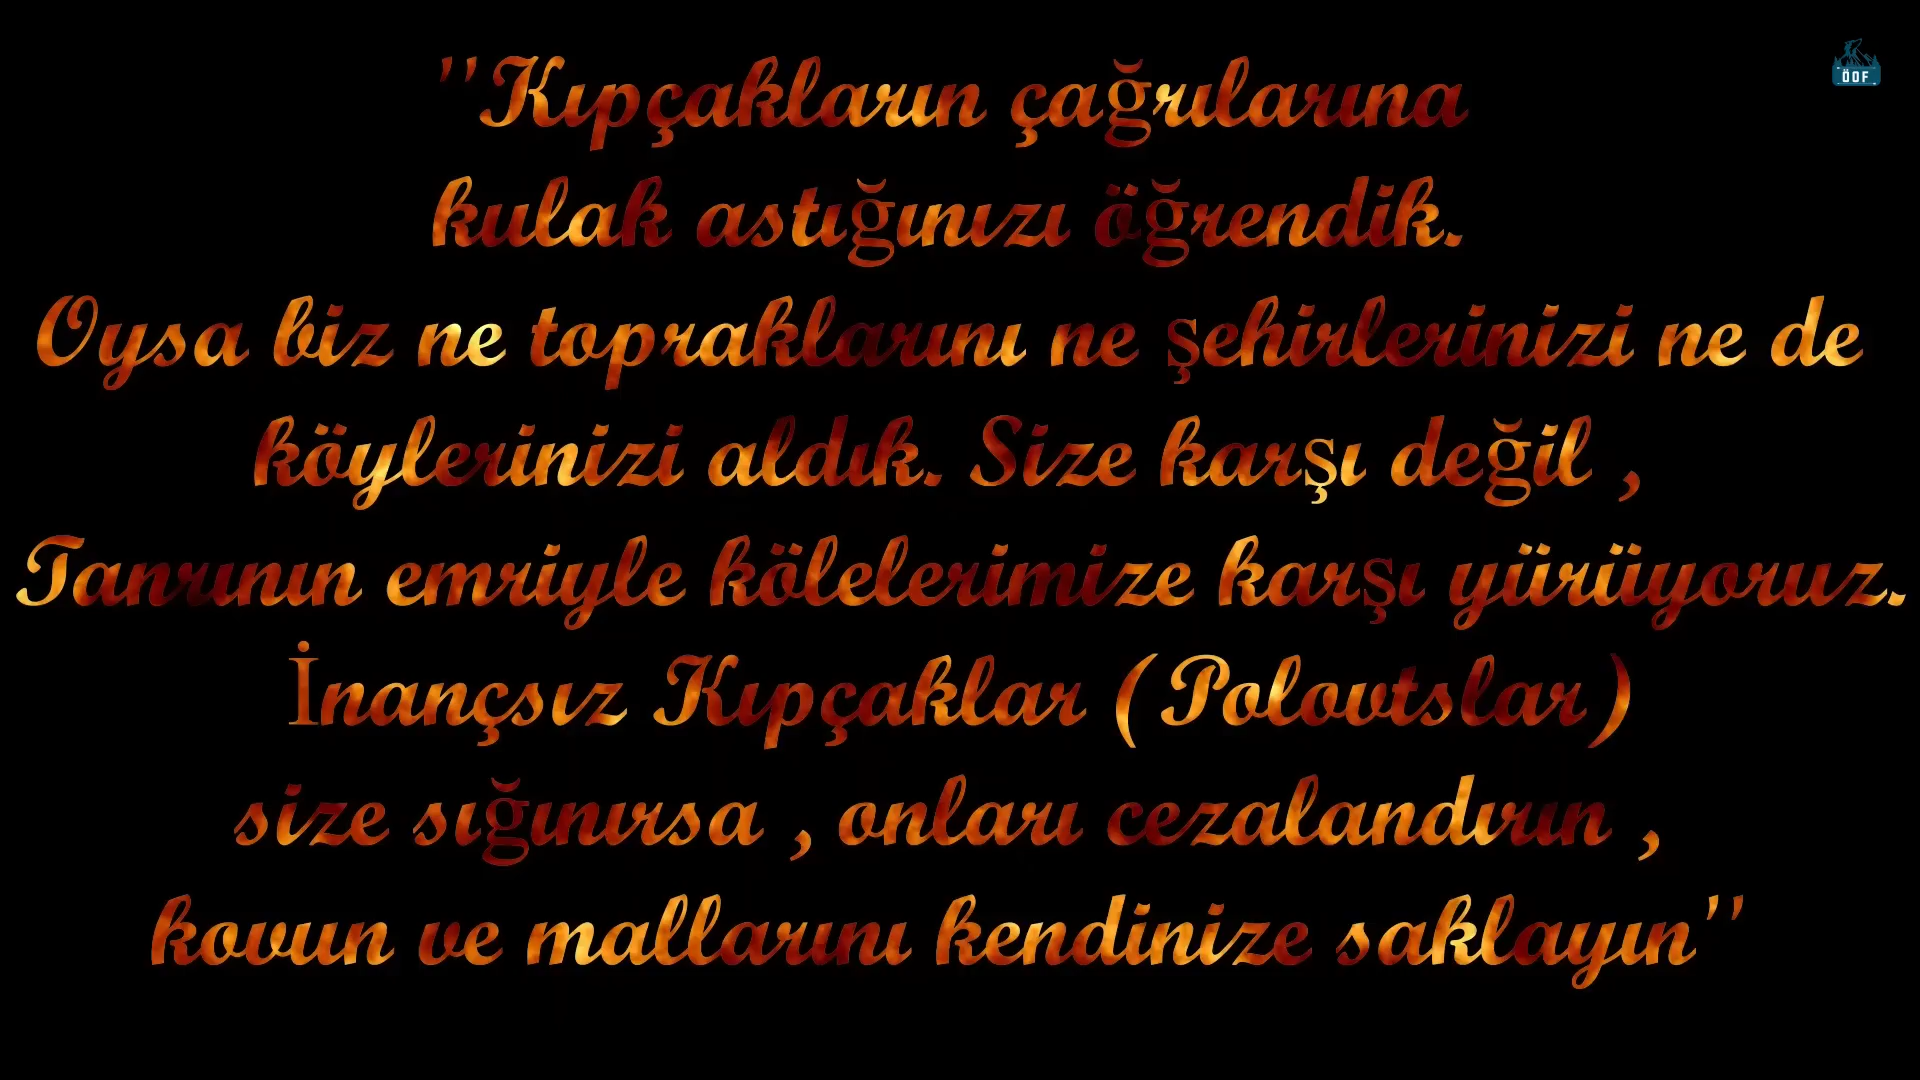 "Kıpçakların çağrılarına
kulak astığınızı öğrendik.
Oysa biz ne topraklarını ne şehirlerinizi ne de
köylerinizi aldık. Size karşı değil ,
Tanrının emriyle kölelerimize karşı yürüyoruz.
İnançsız Kıpçaklar (Polovtslar)
size sığınırsa , onları cezalandırın ,
kovun ve mallarını kendinize saklayın"
ÖOF